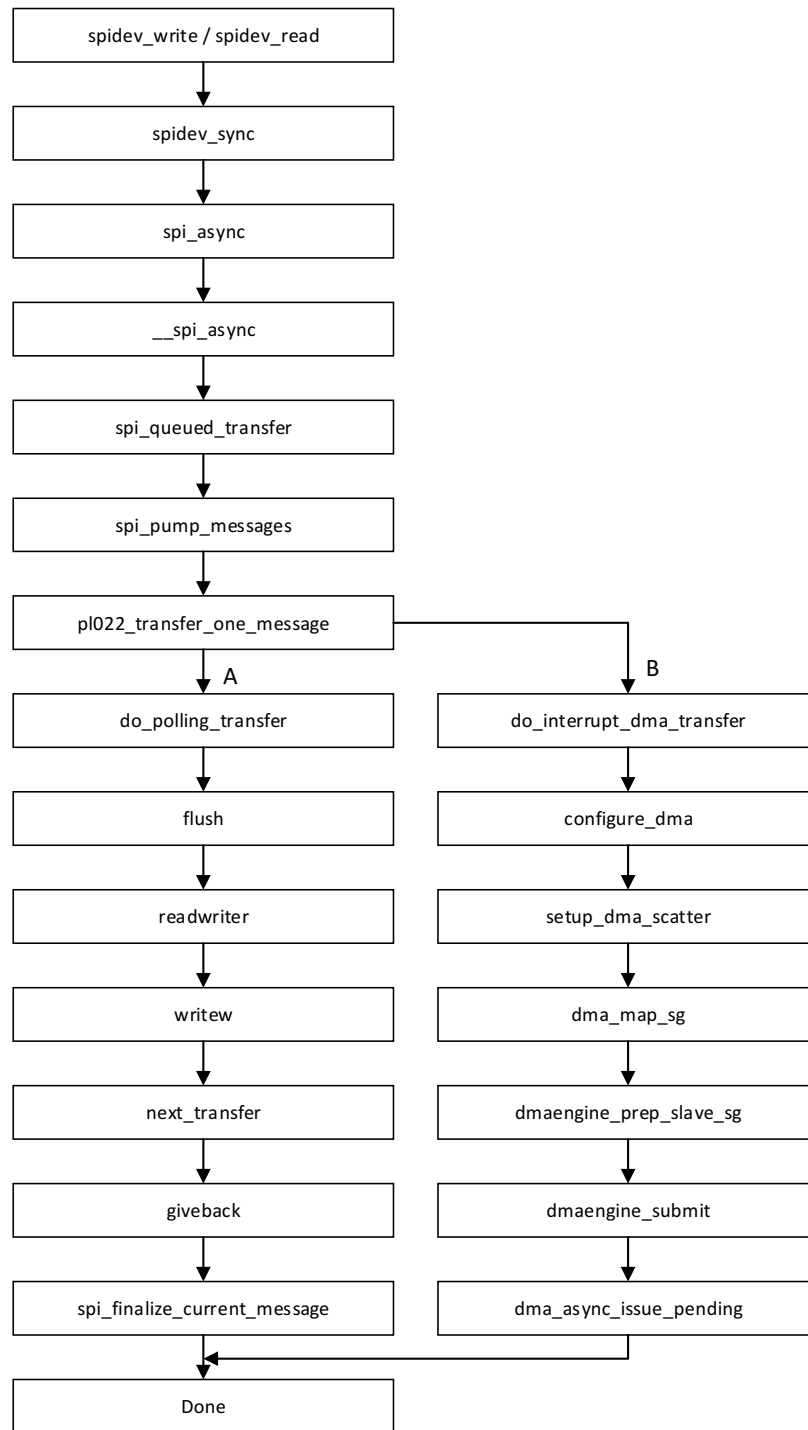 spidev_write / spidev_read
spidev_sync
spi_async
__spi_async
spi_queued_transfer
spi_pump_messages
pl022_transfer_one_message
A
B
do_polling_transfer
do_interrupt_dma_transfer
flush
configure_dma
readwriter
setup_dma_scatter
writew
dma_map_sg
next_transfer
dmaengine_prep_slave_sg
giveback
dmaengine_submit
spi_finalize_current_message
dma_async_issue_pending
Done